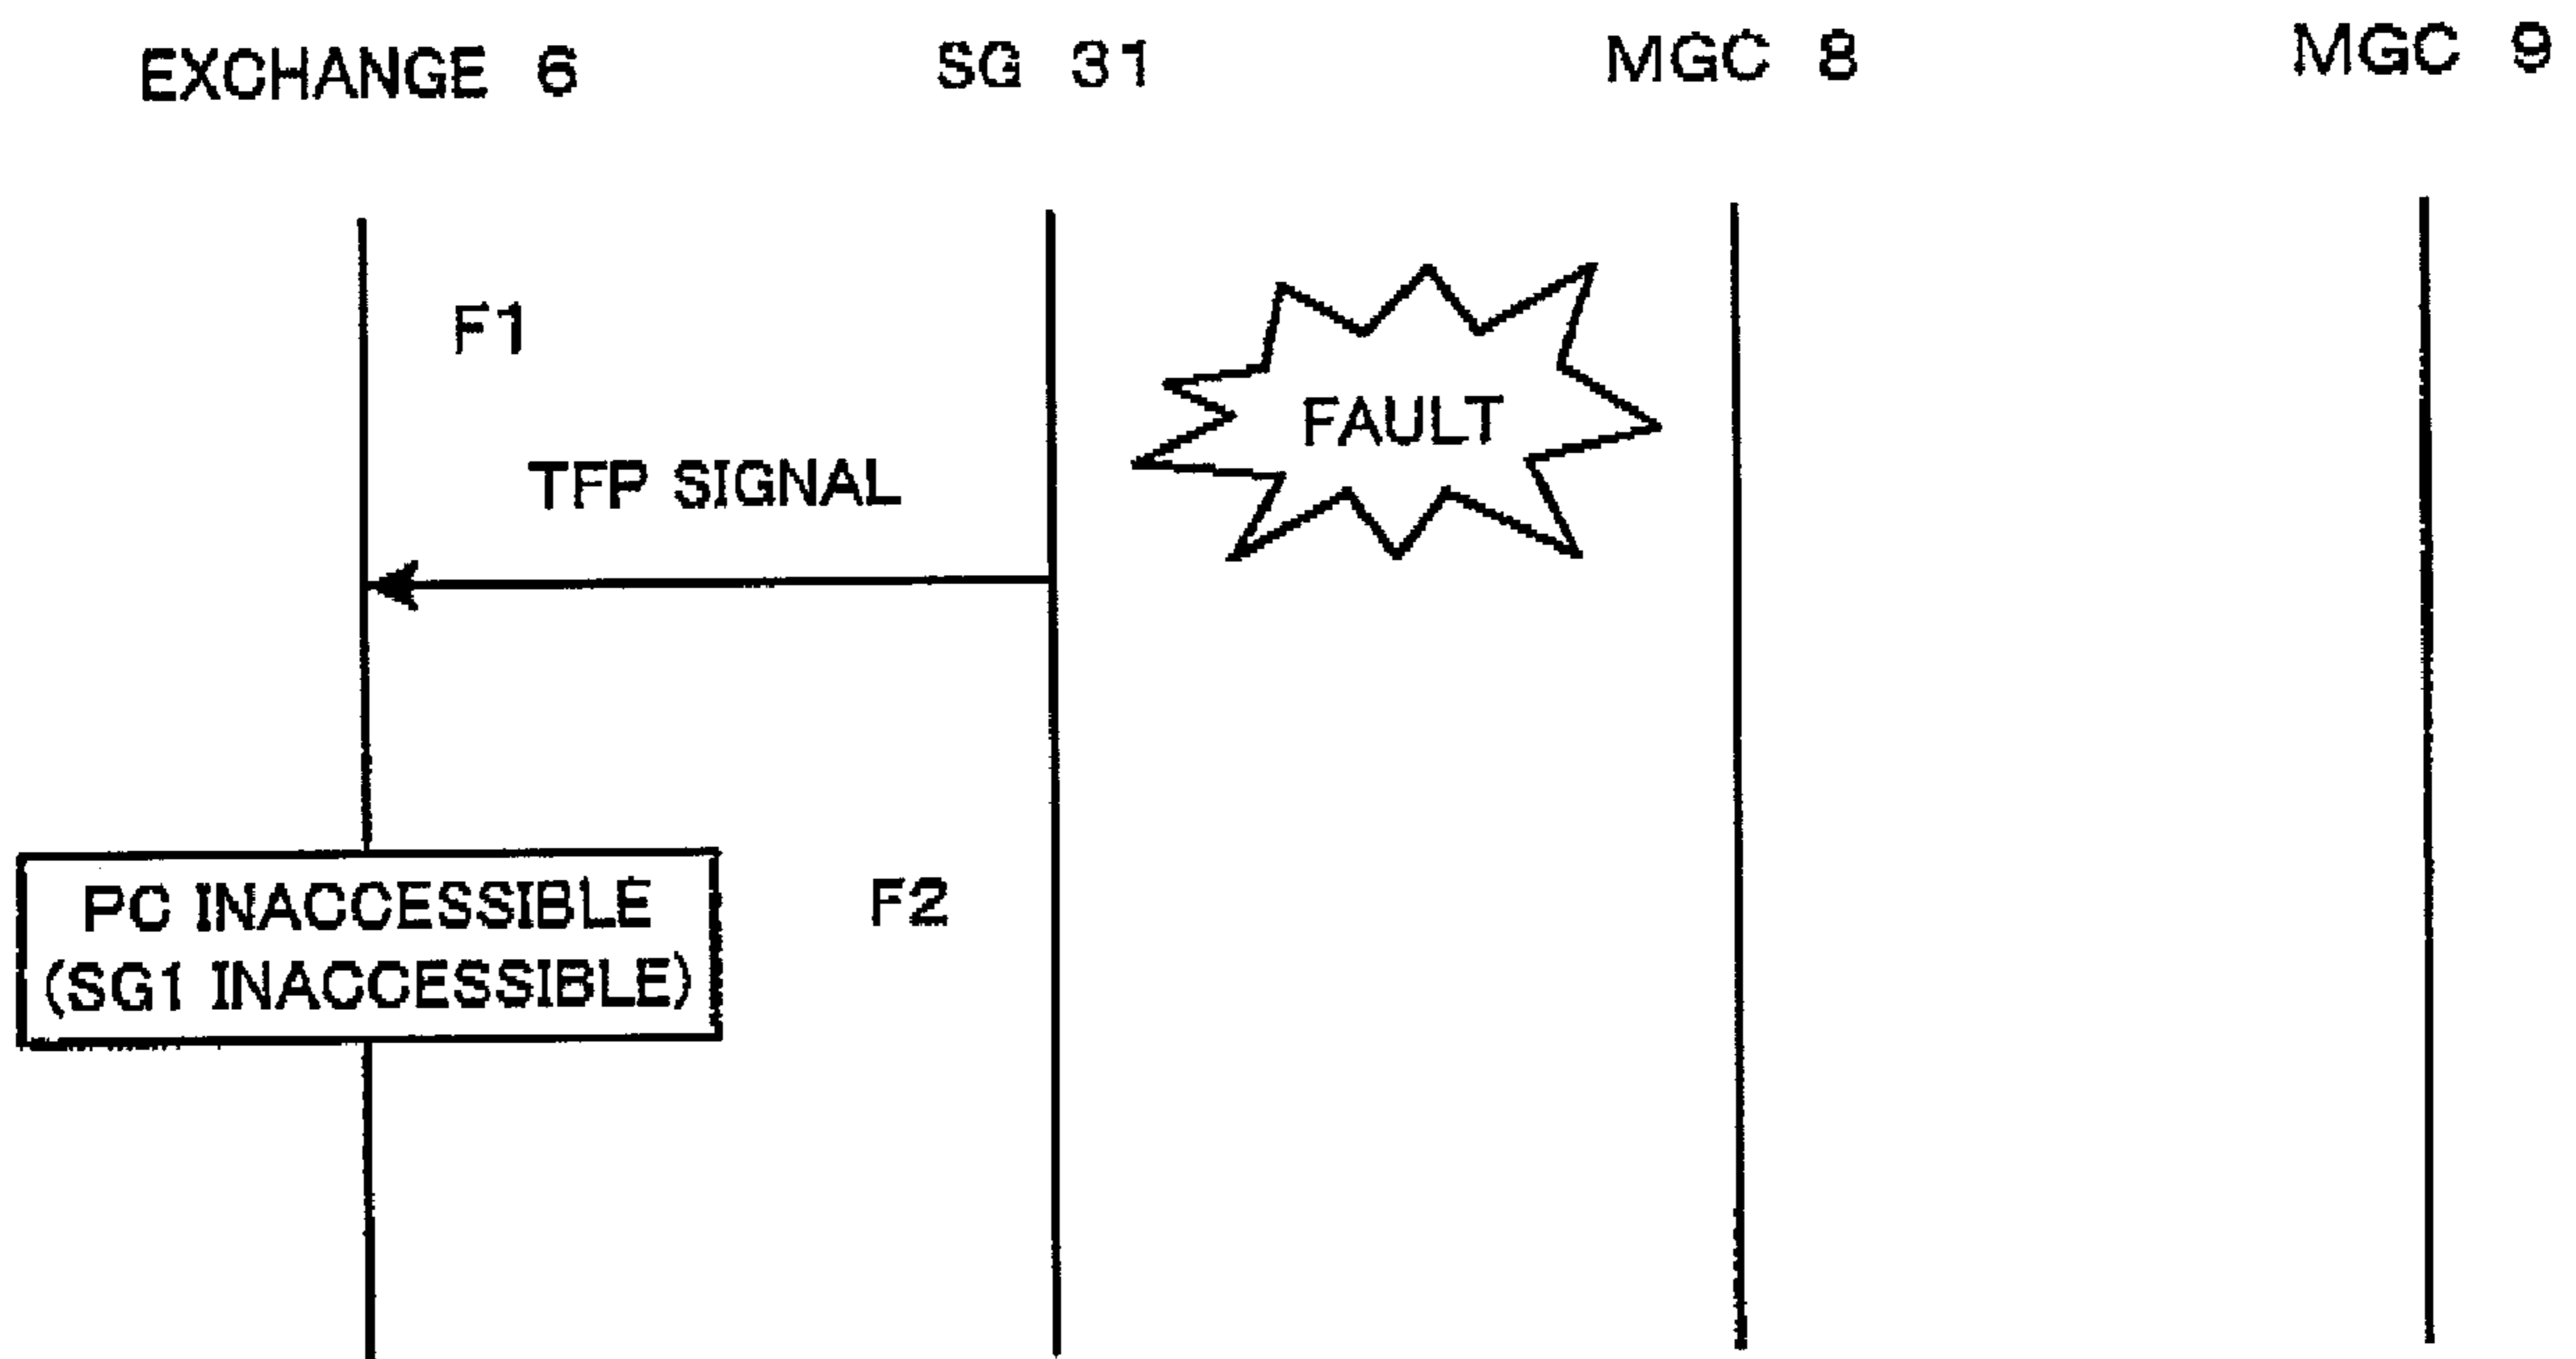 EXCHANGE 6
SG 31
MGC 8
MGC 9
F1
FAULT
TFP SIGNAL
PC INACCESSIBLE
(SG1 INACCESSIBLE)
F2